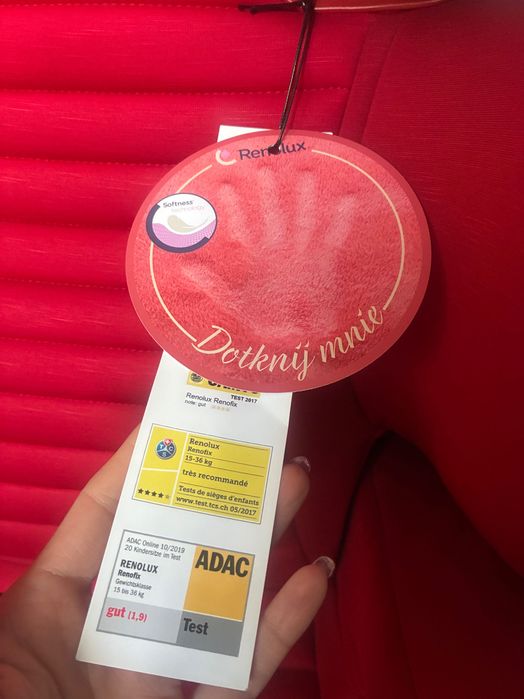 Renolux
Softness
technology
Dotknij mnie
TEST 2017
Renolux Renofix
note: gut
TCS
Renolux
Renofix
15-36 kg
très recommandé
Tests de sièges d'enfants
www.test.tcs.ch 05/2017
ADAC Online 10/2019
20 Kindersitze im Test
RENOLUX
Renofix
Gewichtsklasse
15 bis 36 kg
gut (1,9)
ADAC
Test